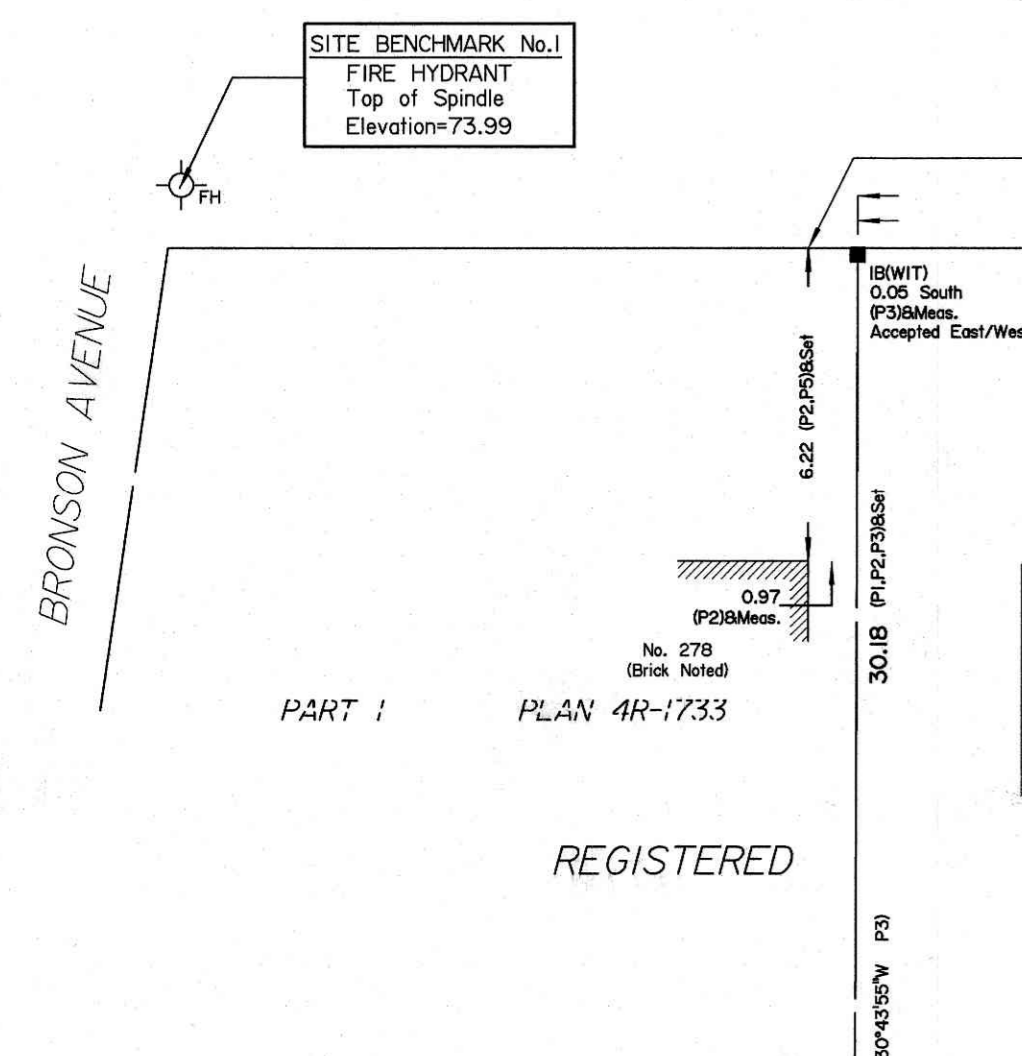 SITE BENCHMARK No.1
FIRE HYDRANT
Top of Spindle
Elevation=73.99
FH
BRONSON AVENUE
IB(WIT)
0.05 South
(P3)&Meas.
Accepted East/Wes
6.22 (P2,P5)&Set
30.18 (P1,P2,P3)&Set
0.97
(P2)&Meas.
No. 278
(Brick Noted)
PART 1 PLAN 4R-1733
REGISTERED
30°43'55"W P3)